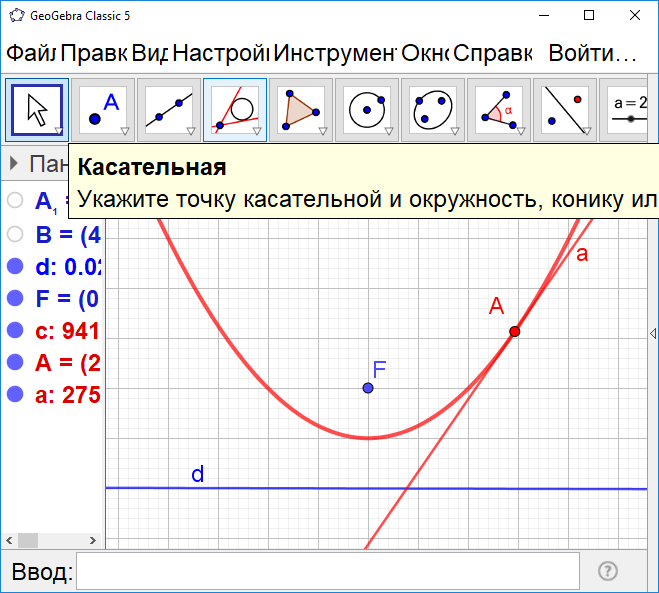 GeoGebra Classic 5
Файл Правк Вид Настрой Инструмент Окно Справк Войти…
A
α
a = 2
Пан
Касательная
Укажите точку касательной и окружность, конику ил
A₁ =
B = (4
d: 0.02
F = (0
c: 941
A = (2
a: 275
a
A
F
d
Ввод:
?